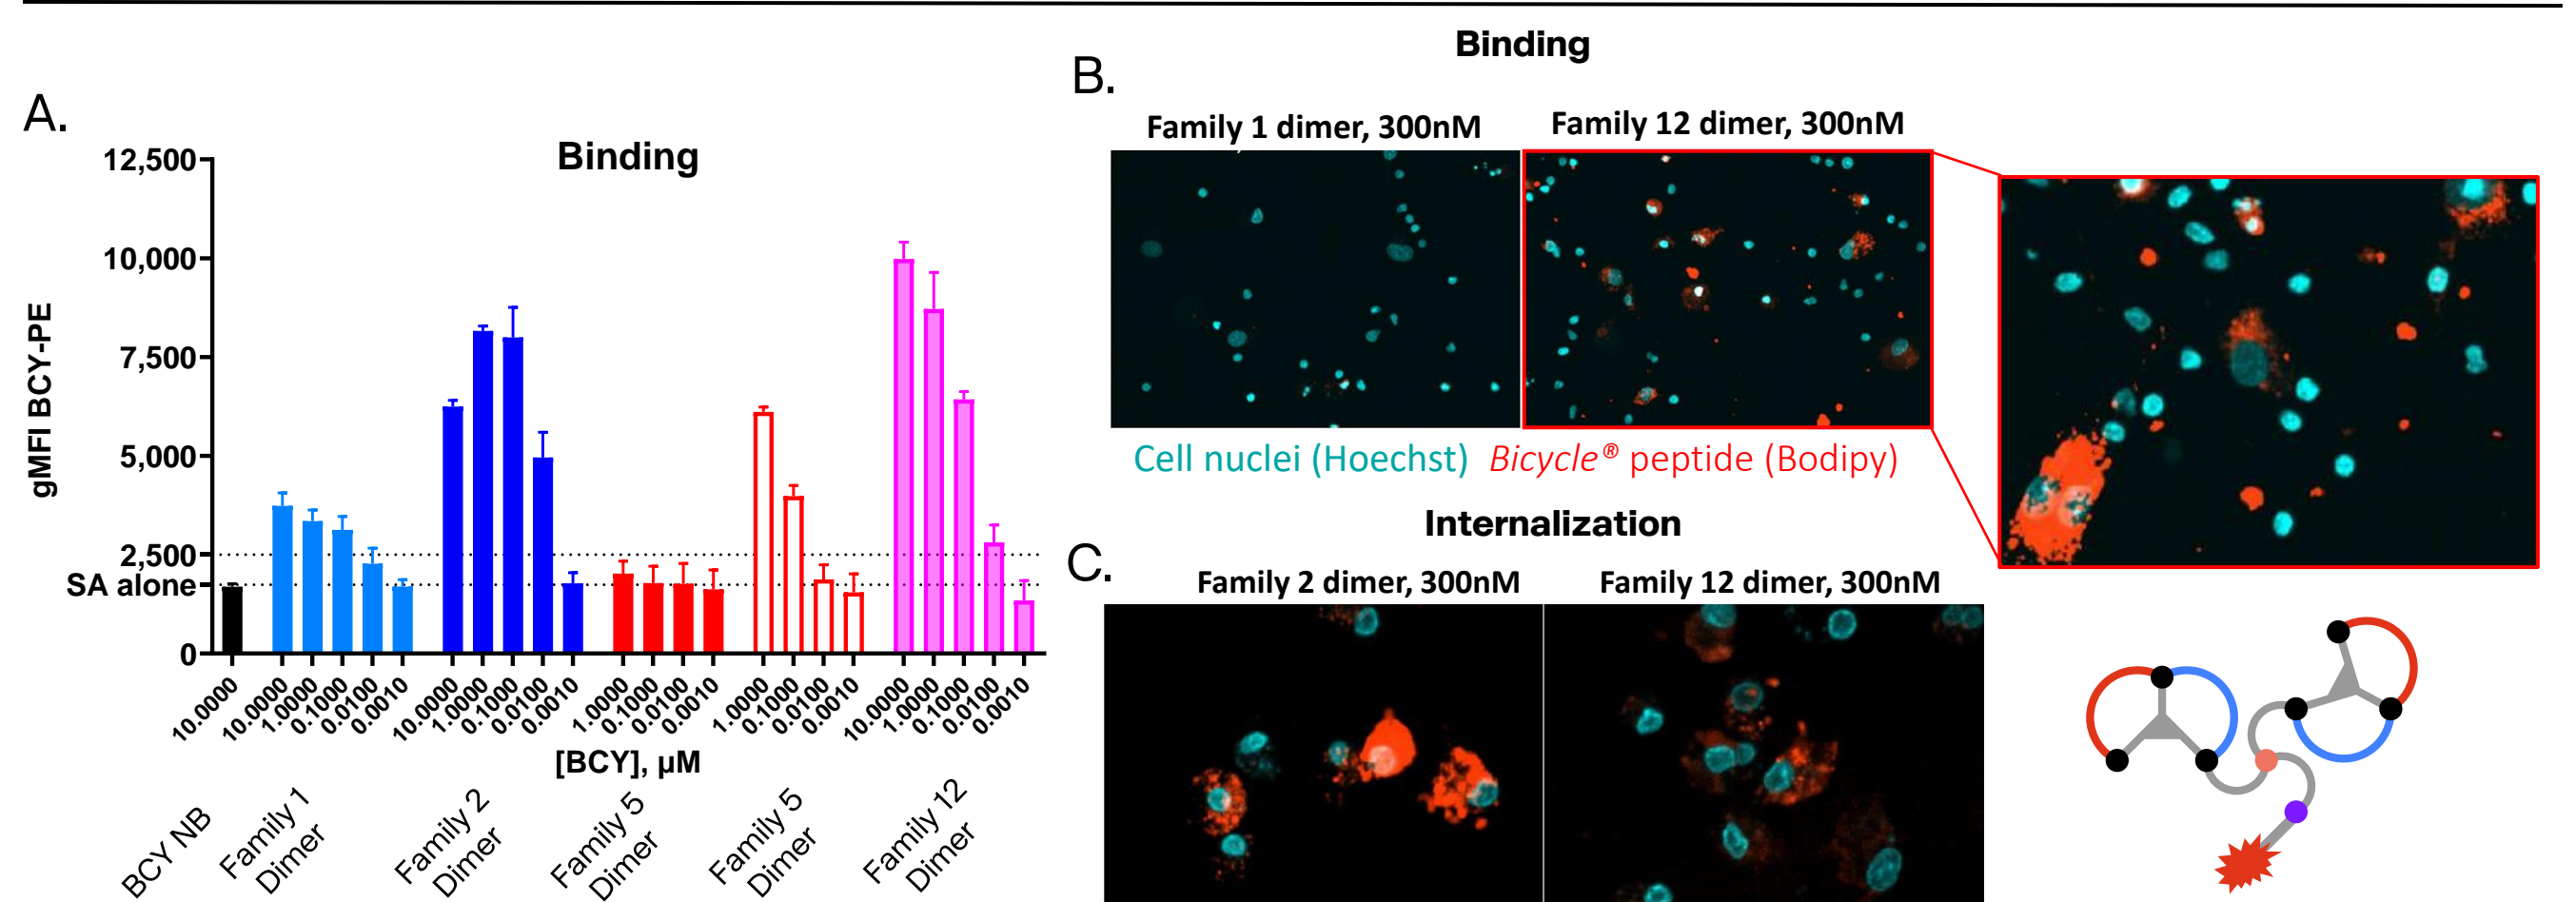 Binding
B.
A.
Family 1 dimer, 300nM
Family 12 dimer, 300nM
Binding
12,500
10,000
7,500
5,000
2,500
SA alone
0
gMFI BCY-PE
10.0000
10.0000
1.0000
0.1000
0.0100
0.0010
10.0000
1.0000
0.1000
0.0100
0.0010
1.0000
0.1000
0.0100
0.0010
1.0000
0.1000
0.0100
0.0010
10.0000
1.0000
0.1000
0.0100
0.0010
[BCY], µM
BCY NB
Family 1
Dimer
Family 2
Dimer
Family 5
Dimer
Family 5
Dimer
Family 12
Dimer
Cell nuclei (Hoechst) Bicycle® peptide (Bodipy)
Internalization
C.
Family 2 dimer, 300nM
Family 12 dimer, 300nM